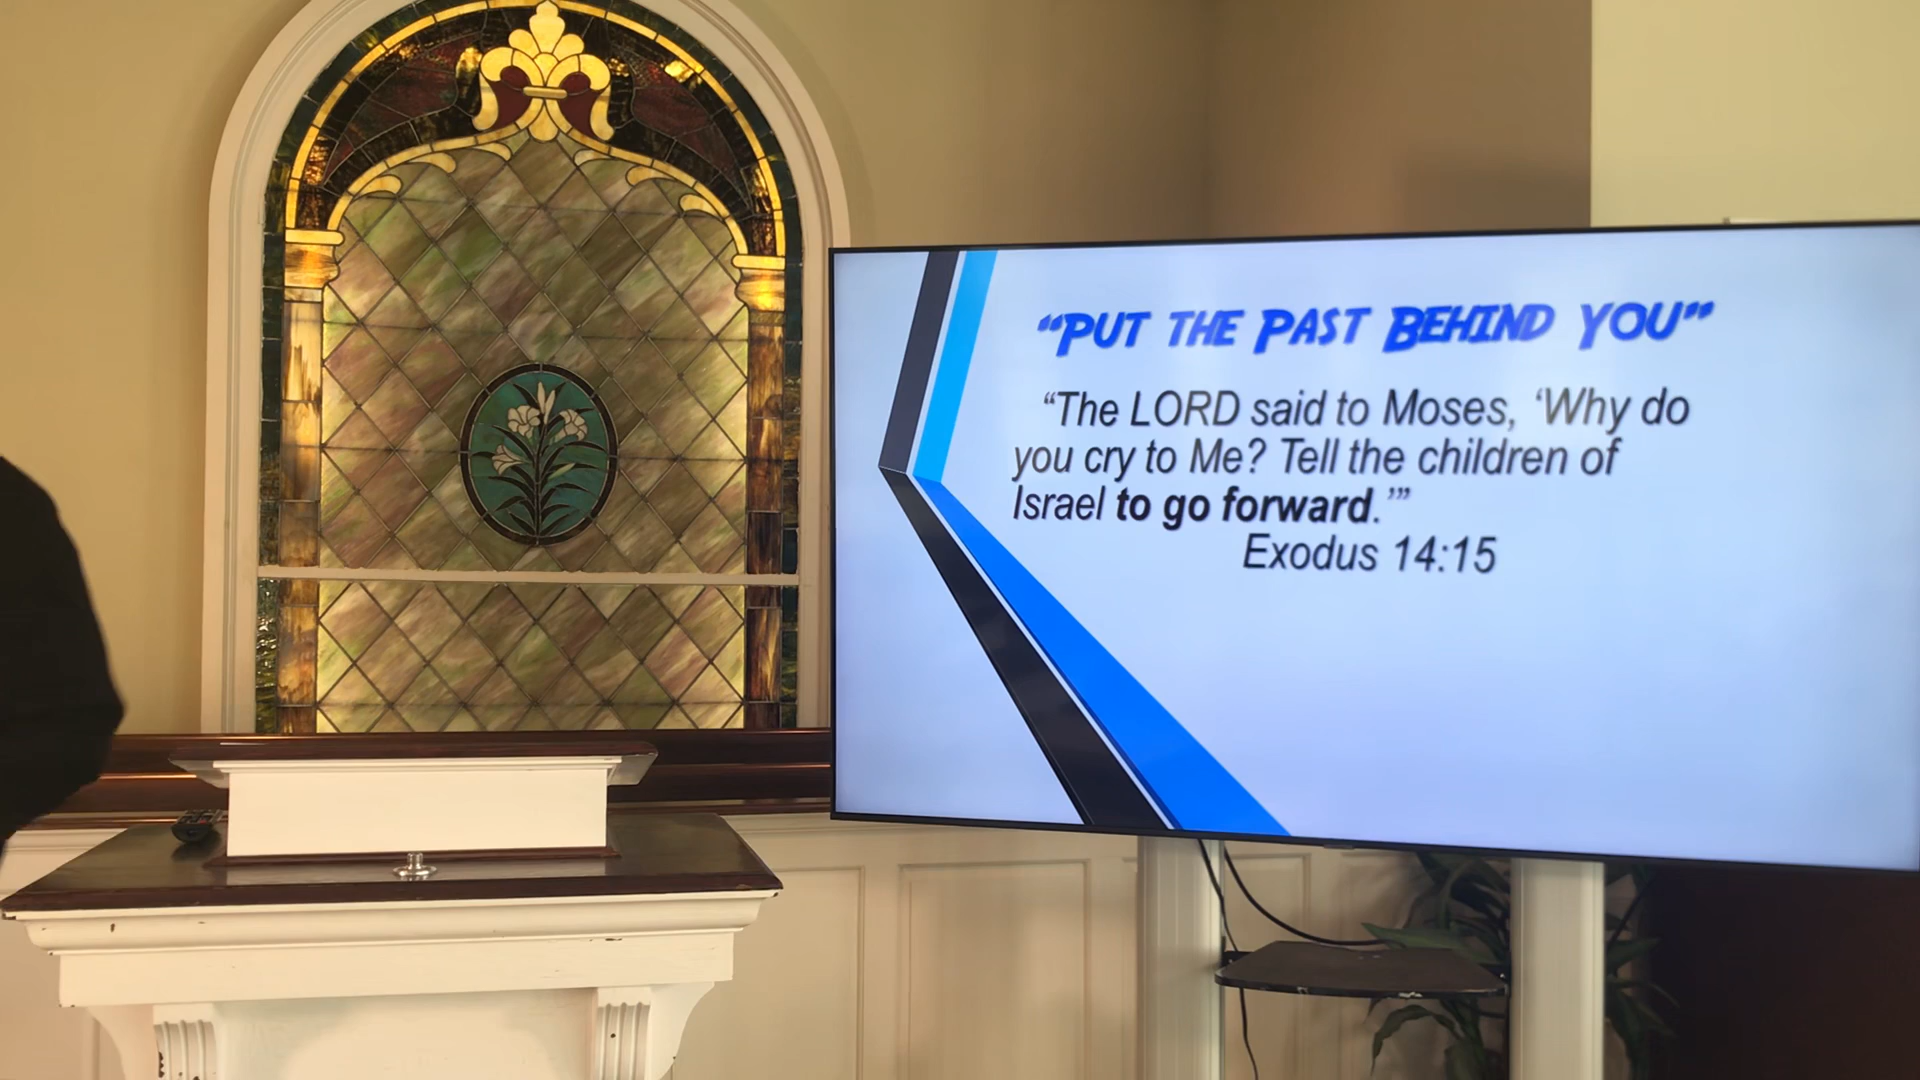 “PUT THE PAST BEHIND YOU”
“The LORD said to Moses, ‘Why do
you cry to Me? Tell the children of
Israel to go forward.’”
Exodus 14:15